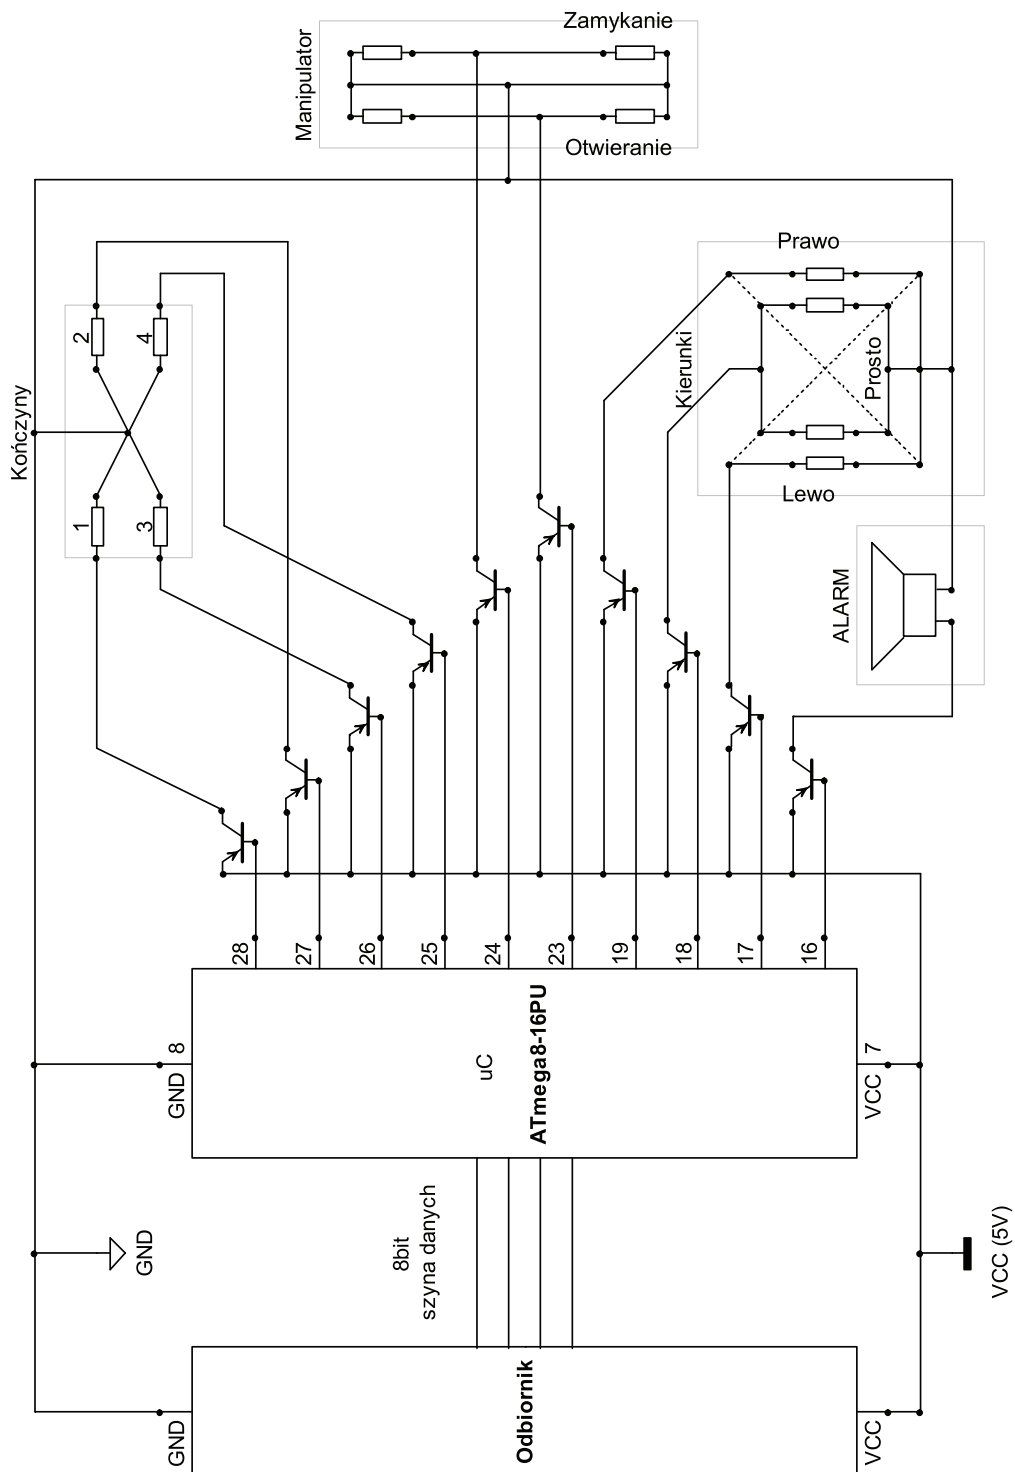 Zamykanie
Manipulator
Otwieranie
Prawo
Kierunki
Prosto
Lewo
Kończyny
2
4
1
3
ALARM
28
27
26
25
24
23
19
18
17
16
8
GND
uC
ATmega8-16PU
7
VCC
GND
8bit
szyna danych
VCC (5V)
GND
Odbiornik
VCC